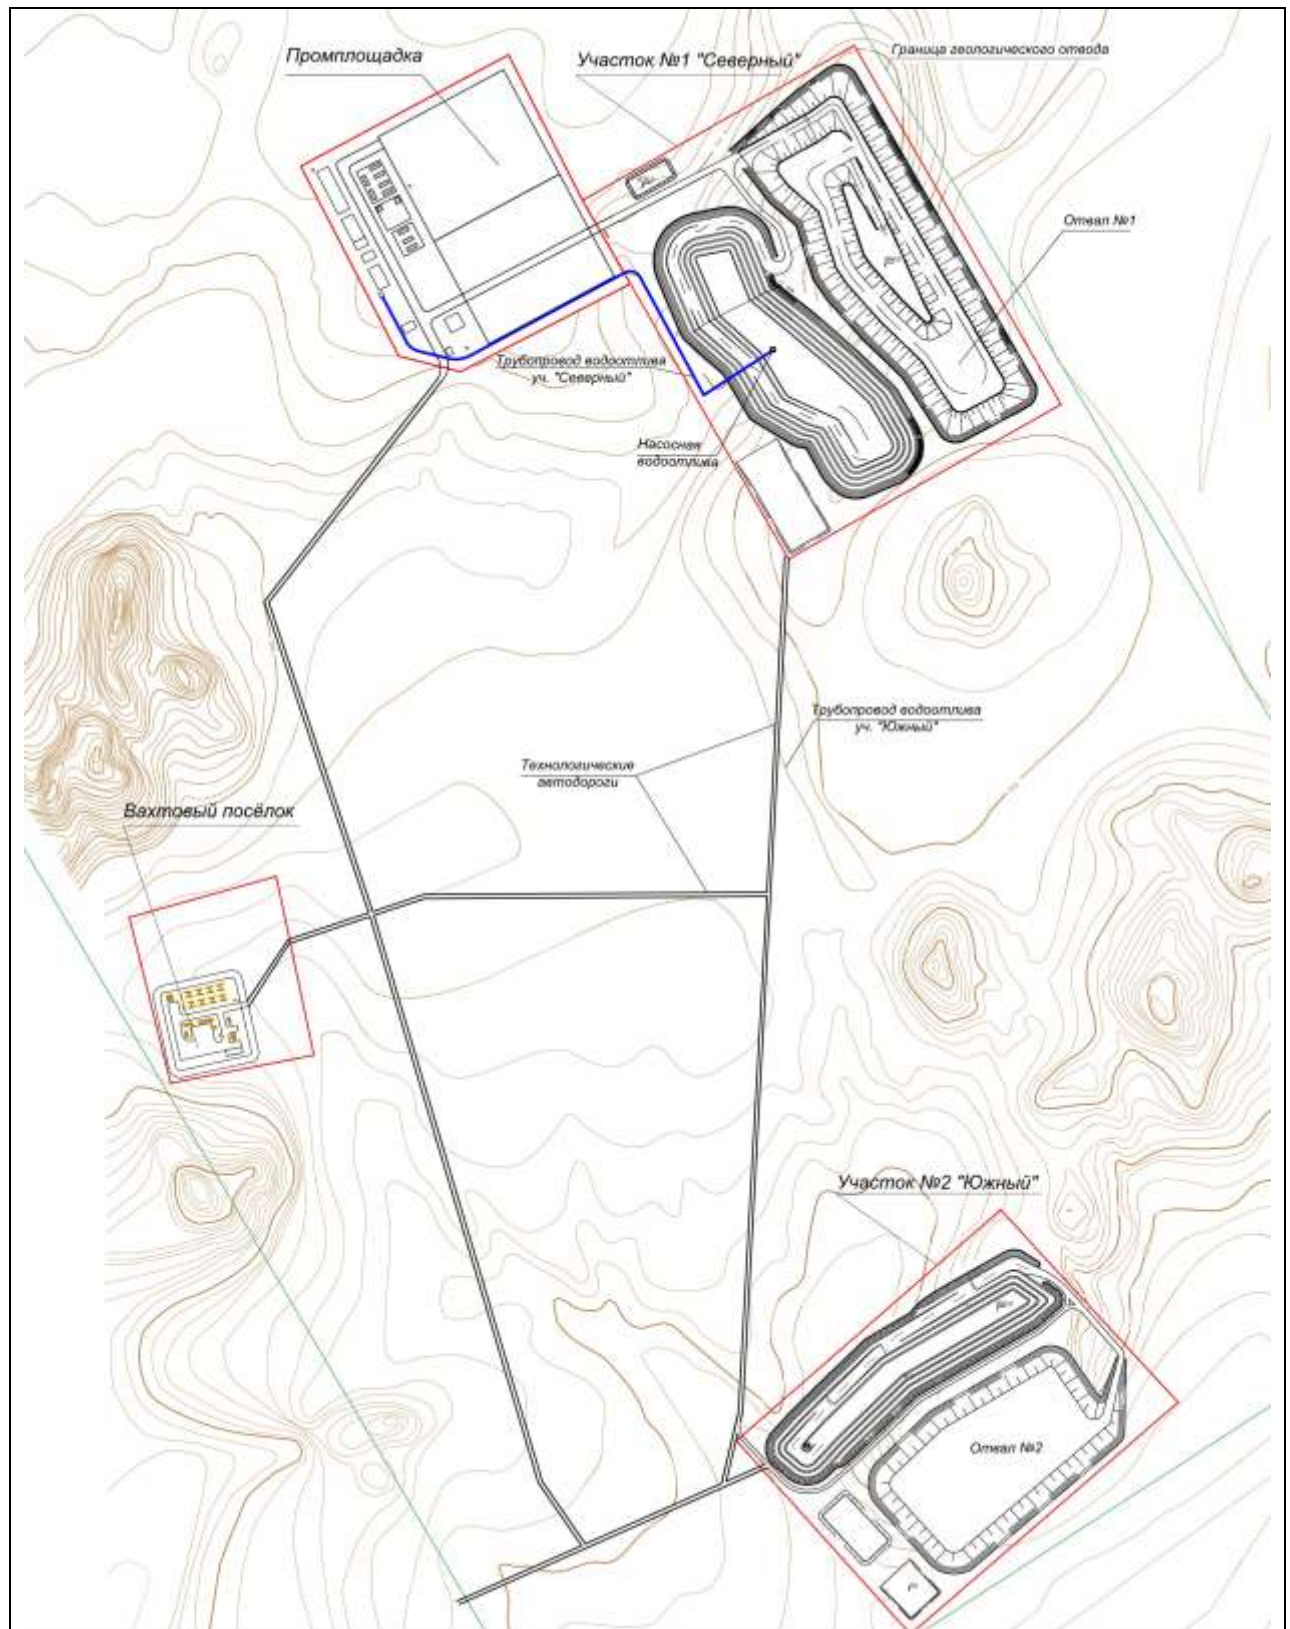 Промплощадка
Участок №1 "Северный"
Граница геологического отвода
Отвал №1
Трубопровод водоотлива
уч. "Северный"
Насосная
водоотлива
Трубопровод водоотлива
уч. "Южный"
Технологические
автодороги
Вахтовый посёлок
Участок №2 "Южный"
Отвал №2